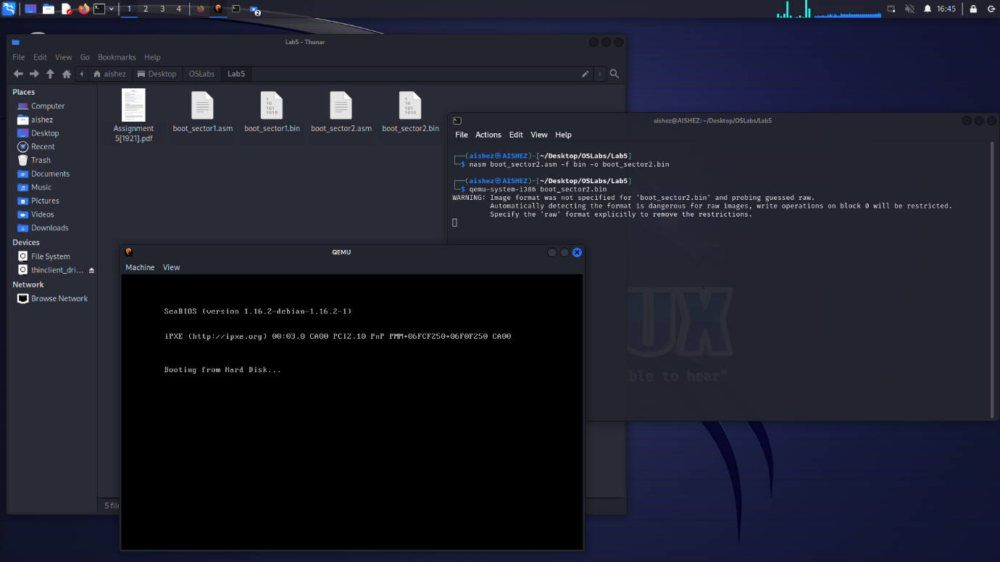 1 2 3 4
2
16:45
Lab5 - Thunar
File Edit View Go Bookmarks Help
aishez Desktop OSLabs Lab5
Places
Computer
aishez
Desktop
Recent
Trash
Documents
Music
Pictures
Videos
Downloads
Devices
File System
thinclient_dri...
Network
Browse Network
Assignment
5[1921].pdf
boot_sector1.asm
boot_sector1.bin
boot_sector2.asm
boot_sector2.bin
5
aishez@AISHEZ: ~/Desktop/OSLabs/Lab5
File Actions Edit View Help
┌──(aishez㉿AISHEZ)-[~/Desktop/OSLabs/Lab5]
└─$ nasm boot_sector2.asm -f bin -o boot_sector2.bin
┌──(aishez㉿AISHEZ)-[~/Desktop/OSLabs/Lab5]
└─$ qemu-system-i386 boot_sector2.bin
WARNING: Image format was not specified for 'boot_sector2.bin' and probing guessed raw.
Automatically detecting the format is dangerous for raw images, write operations on block 0 will be restricted.
Specify the 'raw' format explicitly to remove the restrictions.
UX
able to hear"
QEMU
Machine View
SeaBIOS (version 1.16.2-debian-1.16.2-1)
iPXE (http://ipxe.org) 00:03.0 CA00 PCI2.10 PnP PMM+06FCF250+06F0F250 CA00
Booting from Hard Disk...